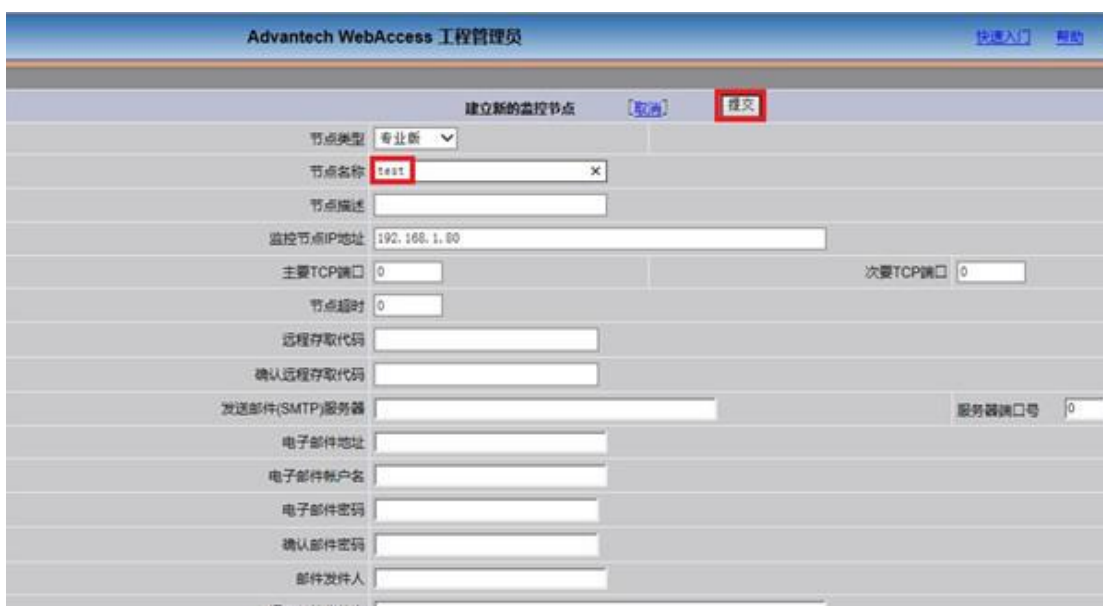 Advantech WebAccess 工程管理员 快速入门 帮助
建立新的监控节点 [取消] 提交
节点类型 专业版
节点名称 test ×
节点描述
监控节点IP地址 192.168.1.80
主要TCP端口 0 次要TCP端口 0
节点超时 0
远程存取代码
确认远程存取代码
发送邮件(SMTP)服务器 服务器端口号 0
电子邮件地址
电子邮件帐户名
电子邮件密码
确认邮件密码
邮件发件人